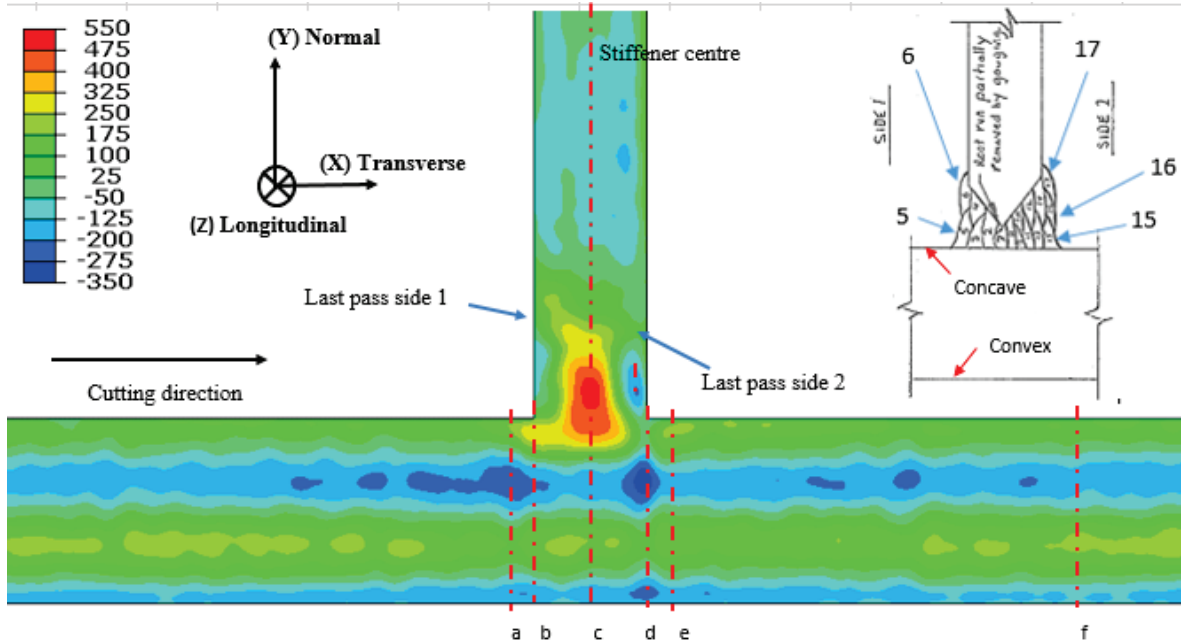 550
475
400
325
250
175
100
25
-50
-125
-200
-275
-350
(Y) Normal
(X) Transverse
(Z) Longitudinal
Stiffener centre
Last pass side 1
Last pass side 2
Cutting direction
6
17
SIDE 1
Root run partially
removed by gouging
SIDE 2
16
5
15
Concave
Convex
a
b
c
d
e
f